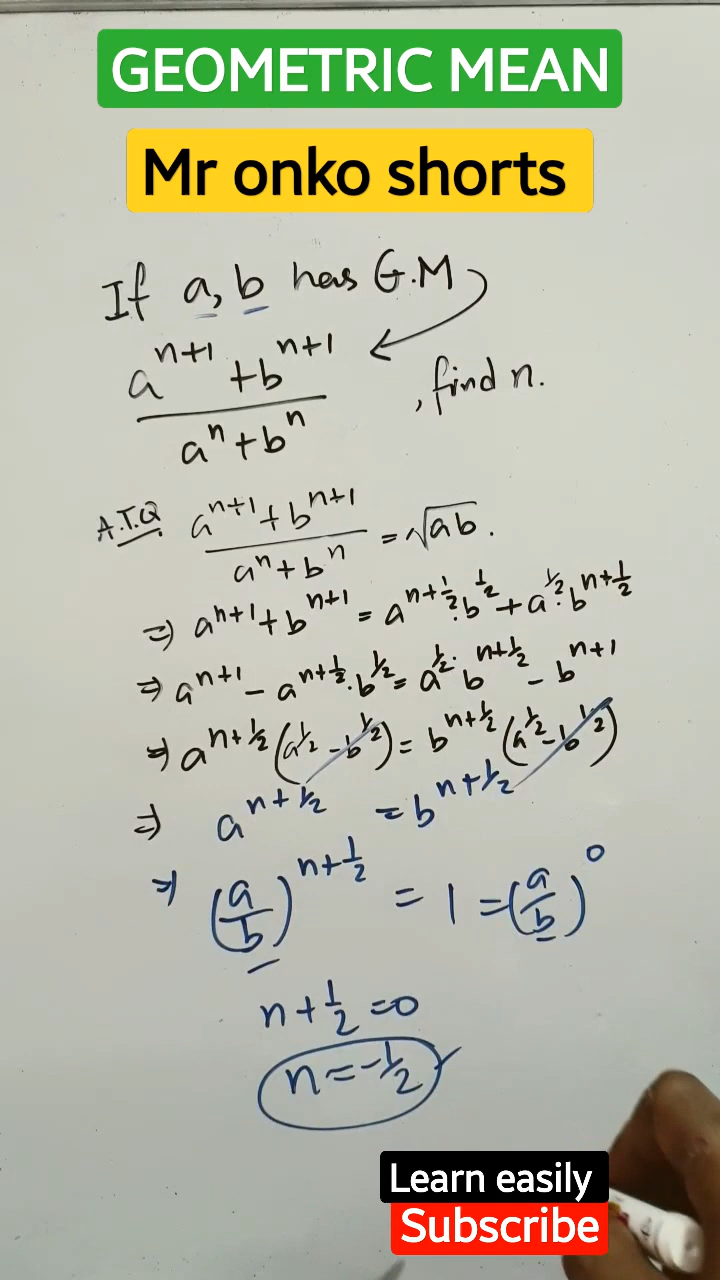 GEOMETRIC MEAN
Mr onko shorts
If a, b has G.M
a^{n+1} + b^{n+1} / a^n + b^n , find n.
A.T.Q a^{n+1} + b^{n+1} / a^n + b^n = √ab.
⇒ a^{n+1} + b^{n+1} = a^{n+1/2} . b^{1/2} + a^{1/2} . b^{n+1/2}
⇒ a^{n+1} - a^{n+1/2} . b^{1/2} = a^{1/2} . b^{n+1/2} - b^{n+1}
⇒ a^{n+1/2} (a^{1/2} - b^{1/2}) = b^{n+1/2} (a^{1/2} - b^{1/2})
⇒ a^{n+1/2} = b^{n+1/2}
⇒ (a/b)^{n+1/2} = 1 = (a/b)^0
n + 1/2 = 0
n = -1/2
Learn easily
Subscribe